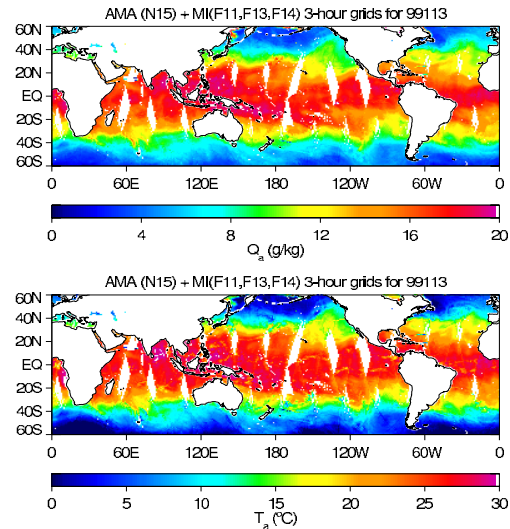 AMA (N15) + MI(F11,F13,F14) 3-hour grids for 99113
60N
40N
20N
EQ
20S
40S
60S
0 60E 120E 180 120W 60W 0
0 4 8 12 16 20
Qa (g/kg)
AMA (N15) + MI(F11,F13,F14) 3-hour grids for 99113
60N
40N
20N
EQ
20S
40S
60S
0 60E 120E 180 120W 60W 0
0 5 10 15 20 25 30
Ta (ºC)